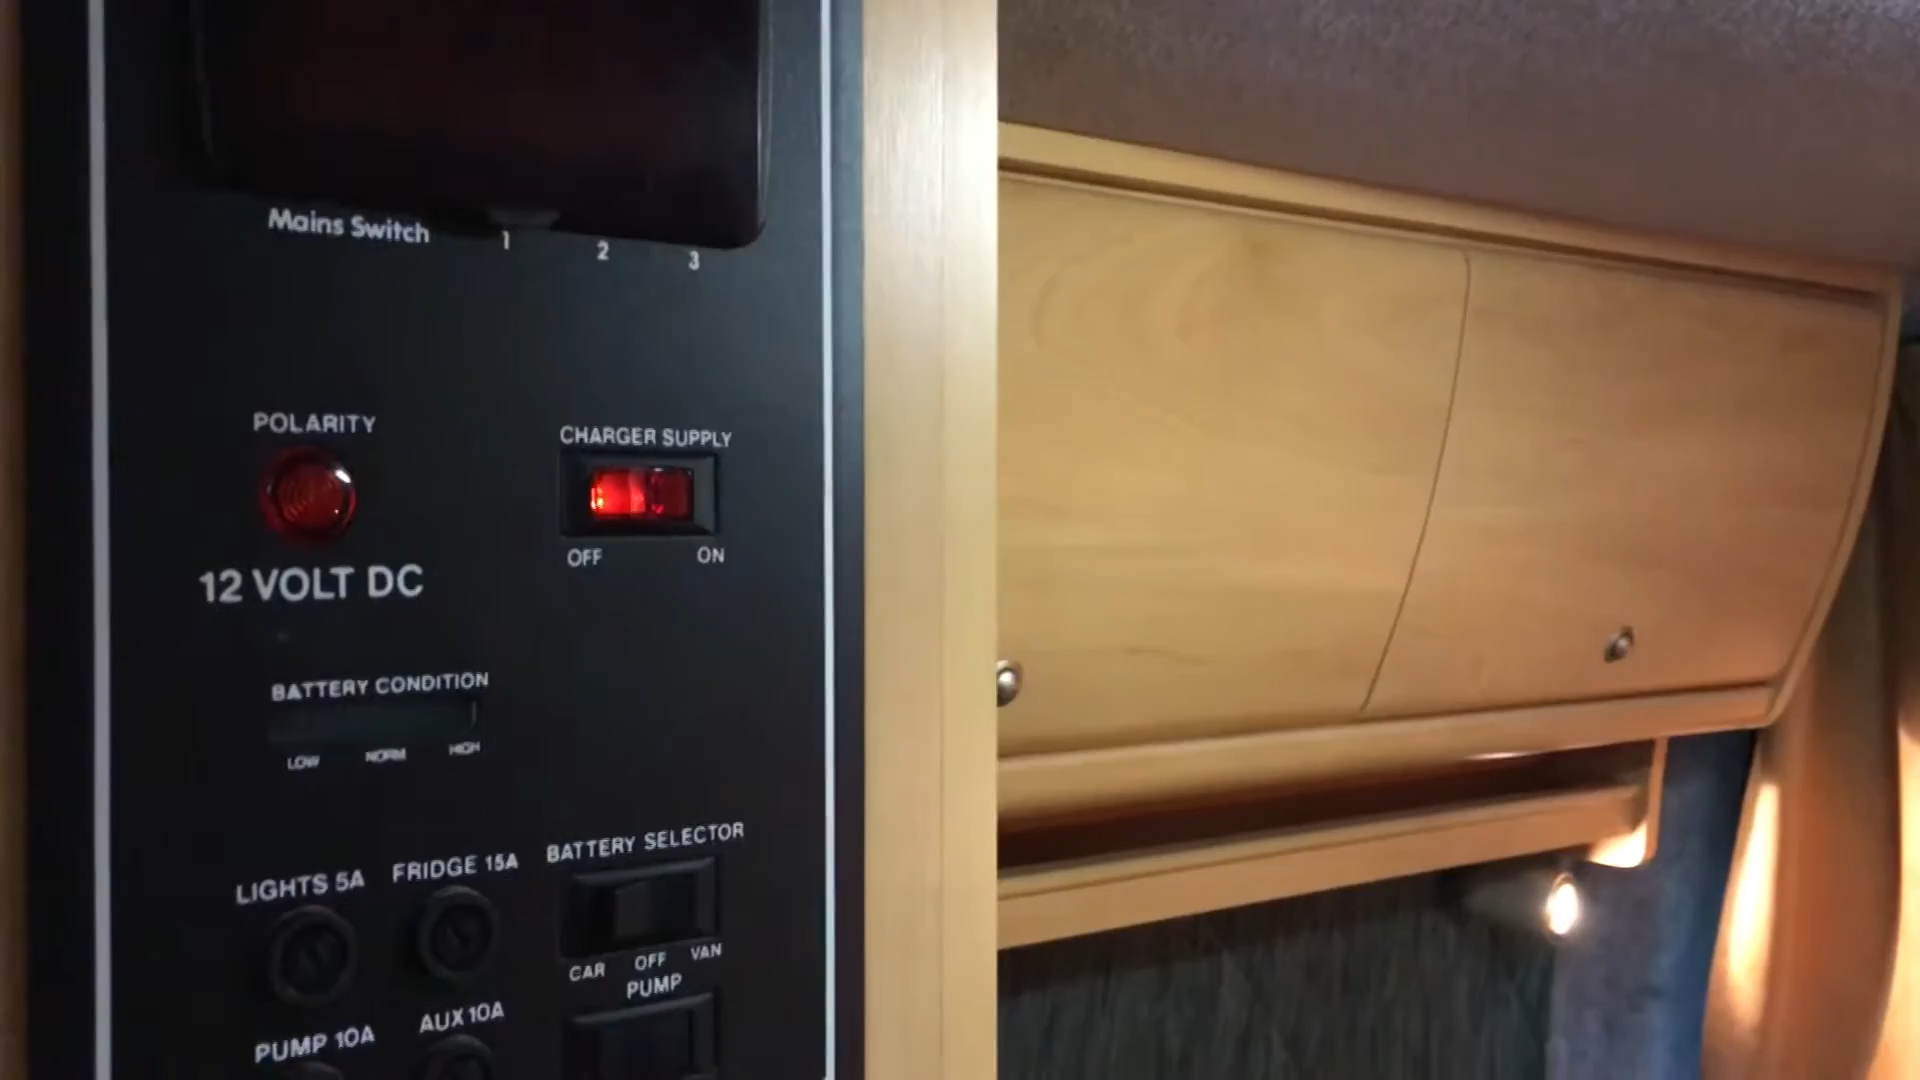 Mains Switch
1 2 3
POLARITY
CHARGER SUPPLY
OFF ON
12 VOLT DC
BATTERY CONDITION
LOW NORM HIGH
BATTERY SELECTOR
LIGHTS 5A FRIDGE 15A
CAR OFF VAN
PUMP
PUMP 10A AUX 10A